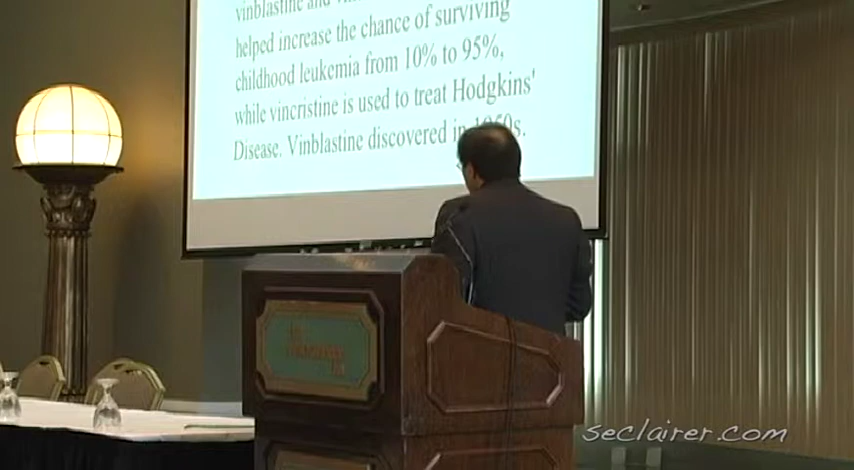 vinblastine and
helped increase the chance of surviving
childhood leukemia from 10% to 95%,
while vincristine is used to treat Hodgkins'
Disease. Vinblastine discovered in 1950s.
seclairer.com